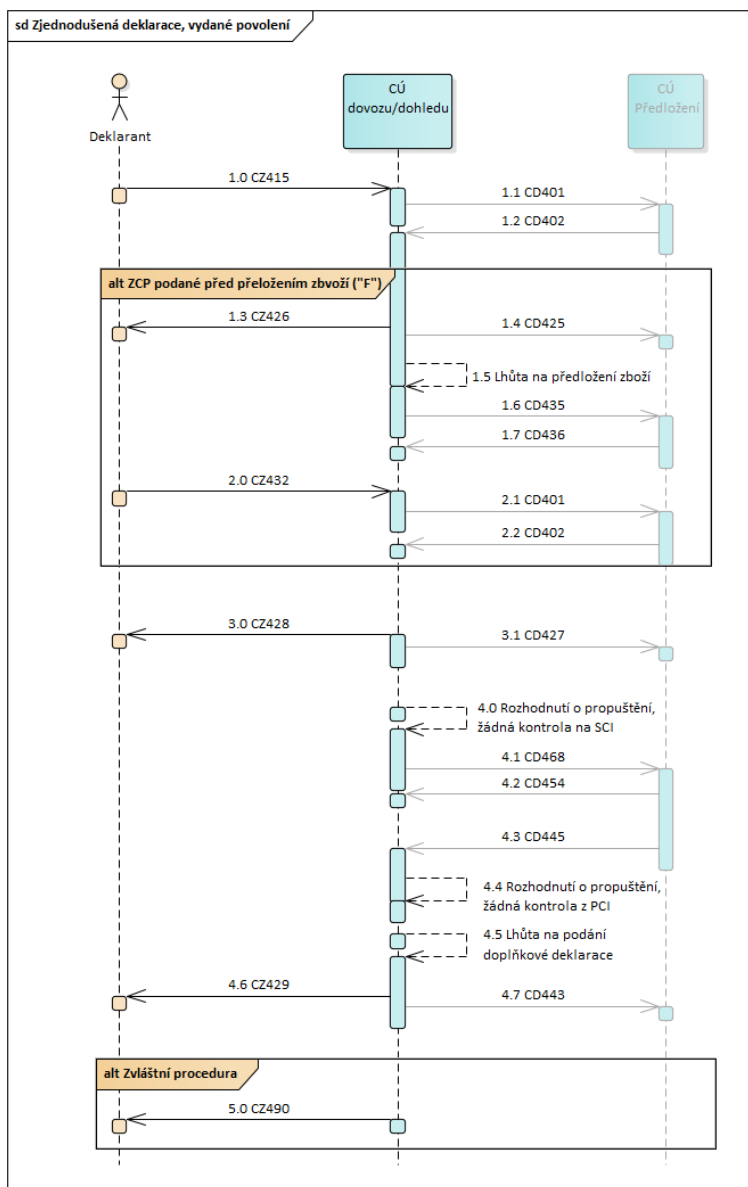 sd Zjednodušená deklarace, vydané povolení
CÚ
dovozu/dohledu
CÚ
Předložení
Deklarant
1.0 CZ415
1.1 CD401
1.2 CD402
alt ZCP podané před přeložením zbvoží ("F")
1.3 CZ426
1.4 CD425
1.5 Lhůta na předložení zboží
1.6 CD435
1.7 CD436
2.0 CZ432
2.1 CD401
2.2 CD402
3.0 CZ428
3.1 CD427
4.0 Rozhodnutí o propuštění,
žádná kontrola na SCI
4.1 CD468
4.2 CD454
4.3 CD445
4.4 Rozhodnutí o propuštění,
žádná kontrola z PCI
4.5 Lhůta na podání
doplňkové deklarace
4.6 CZ429
4.7 CD443
alt Zvláštní procedura
5.0 CZ490